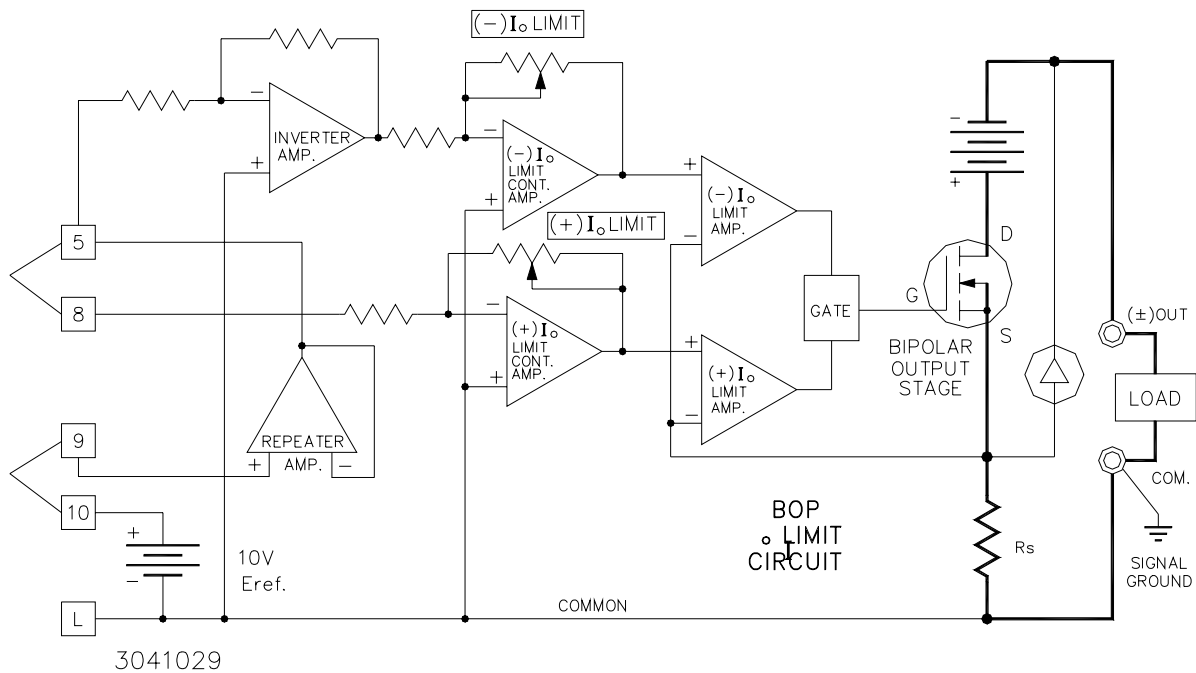 (-)Io LIMIT
INVERTER
AMP.
-
+
(-)Io
LIMIT
CONT.
AMP.
-
+
(+)Io LIMIT
(-)Io
LIMIT
AMP.
+
-
-
+
D
G
S
GATE
BIPOLAR
OUTPUT
STAGE
(±)OUT
LOAD
COM.
SIGNAL
GROUND
5
8
(+)Io
LIMIT
CONT.
AMP.
-
+
(+)Io
LIMIT
AMP.
+
-
9
10
REPEATER
AMP.
+
-
+
-
10V
Eref.
BOP
Io LIMIT
CIRCUIT
Rs
L
COMMON
3041029